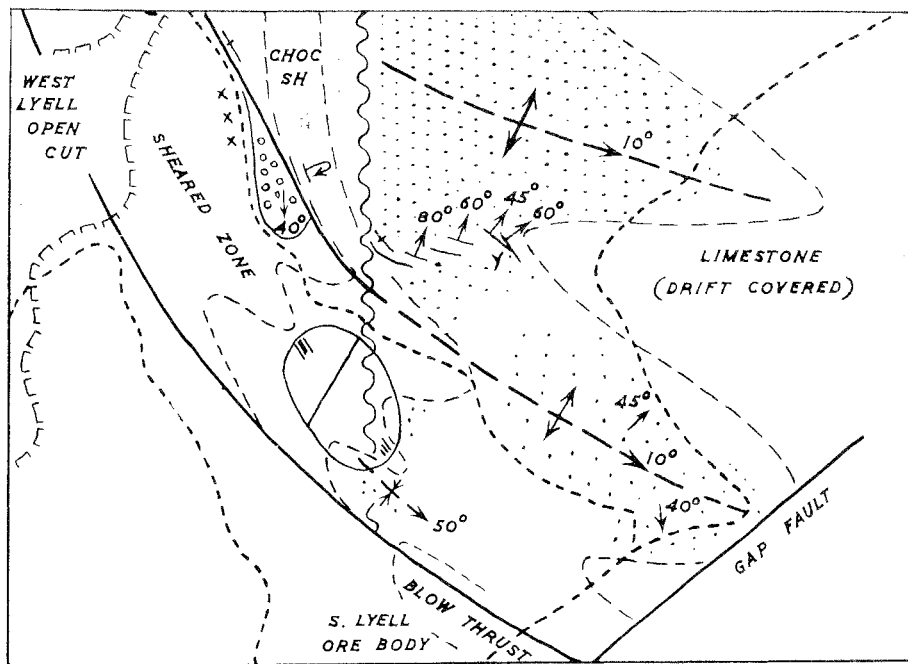 WEST
LYELL
OPEN
CUT
CHOC
SH
SHEARED ZONE
X
X
X
40°
10°
80°
60°
45°
60°
Y
LIMESTONE
(DRIFT COVERED)
45°
10°
40°
50°
GAP FAULT
BLOW THRUST
S. LYELL
ORE BODY